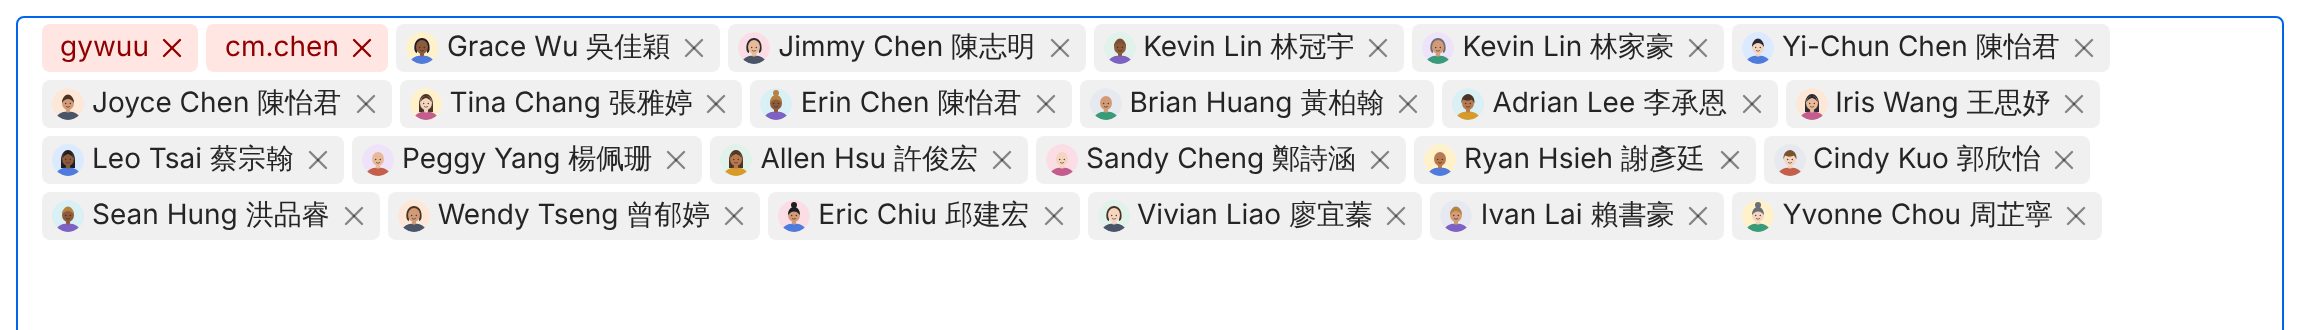 gywuu cm.chen Grace Wu 吳佳穎 Jimmy Chen 陳志明 Kevin Lin 林冠宇 Kevin Lin 林家豪 Yi-Chun Chen 陳怡君
Joyce Chen 陳怡君 Tina Chang 張雅婷 Erin Chen 陳怡君 Brian Huang 黃柏翰 Adrian Lee 李承恩 Iris Wang 王思妤
Leo Tsai 蔡宗翰 Peggy Yang 楊佩珊 Allen Hsu 許俊宏 Sandy Cheng 鄭詩涵 Ryan Hsieh 謝彥廷 Cindy Kuo 郭欣怡
Sean Hung 洪品睿 Wendy Tseng 曾郁婷 Eric Chiu 邱建宏 Vivian Liao 廖宜蓁 Ivan Lai 賴書豪 Yvonne Chou 周芷寧